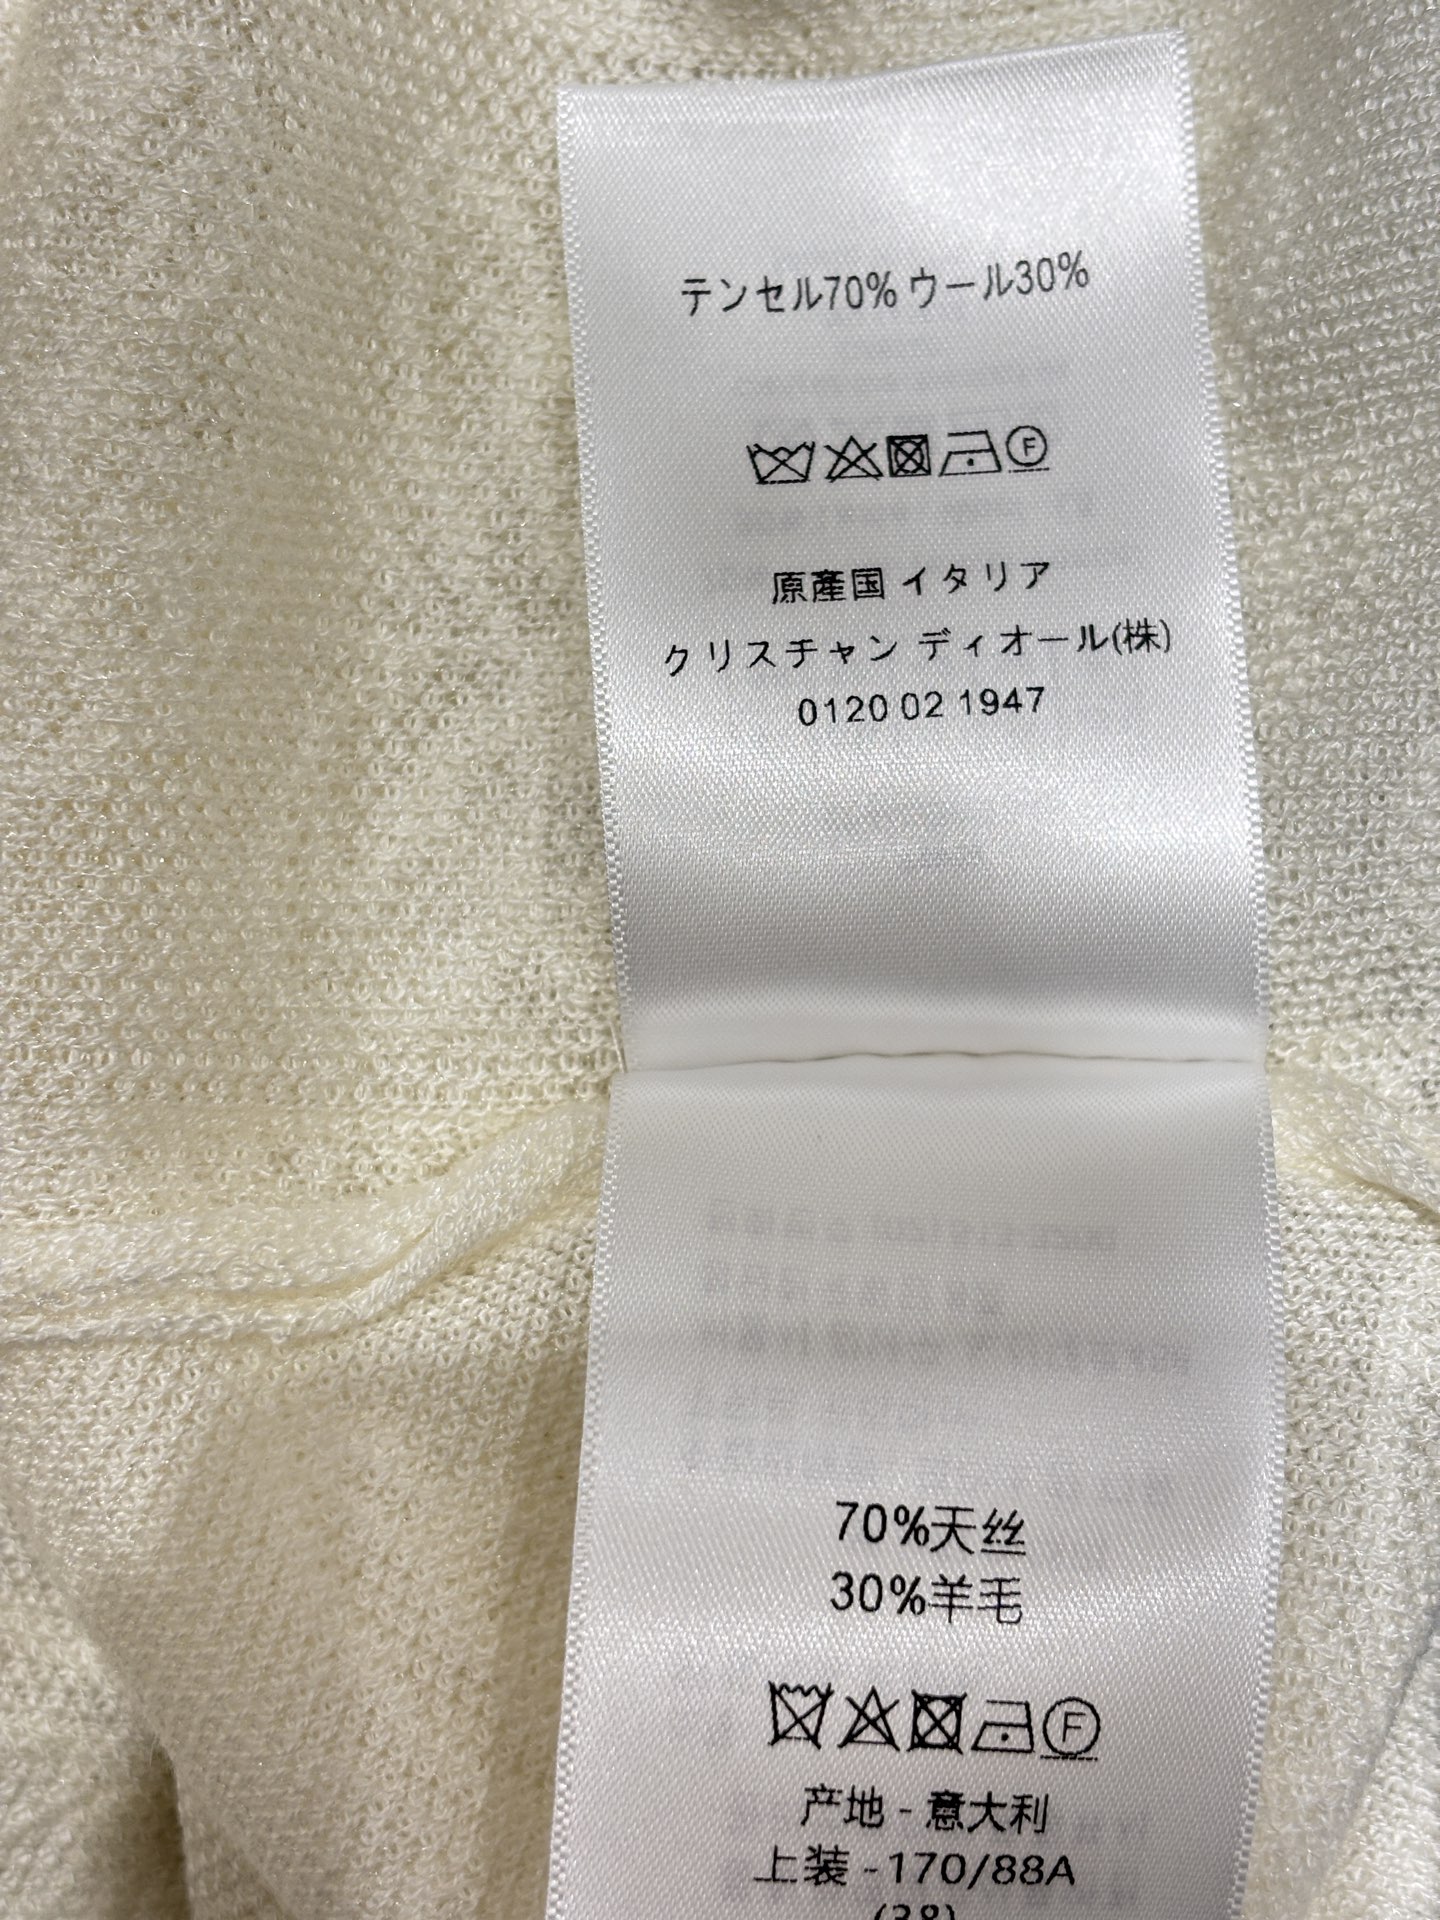 テンセル70% ウール30%
F
原産国 イタリア
クリスチャン ディオール(株)
0120 02 1947
70%天丝
30%羊毛
F
产地 - 意大利
上装 -170/88A
(38)